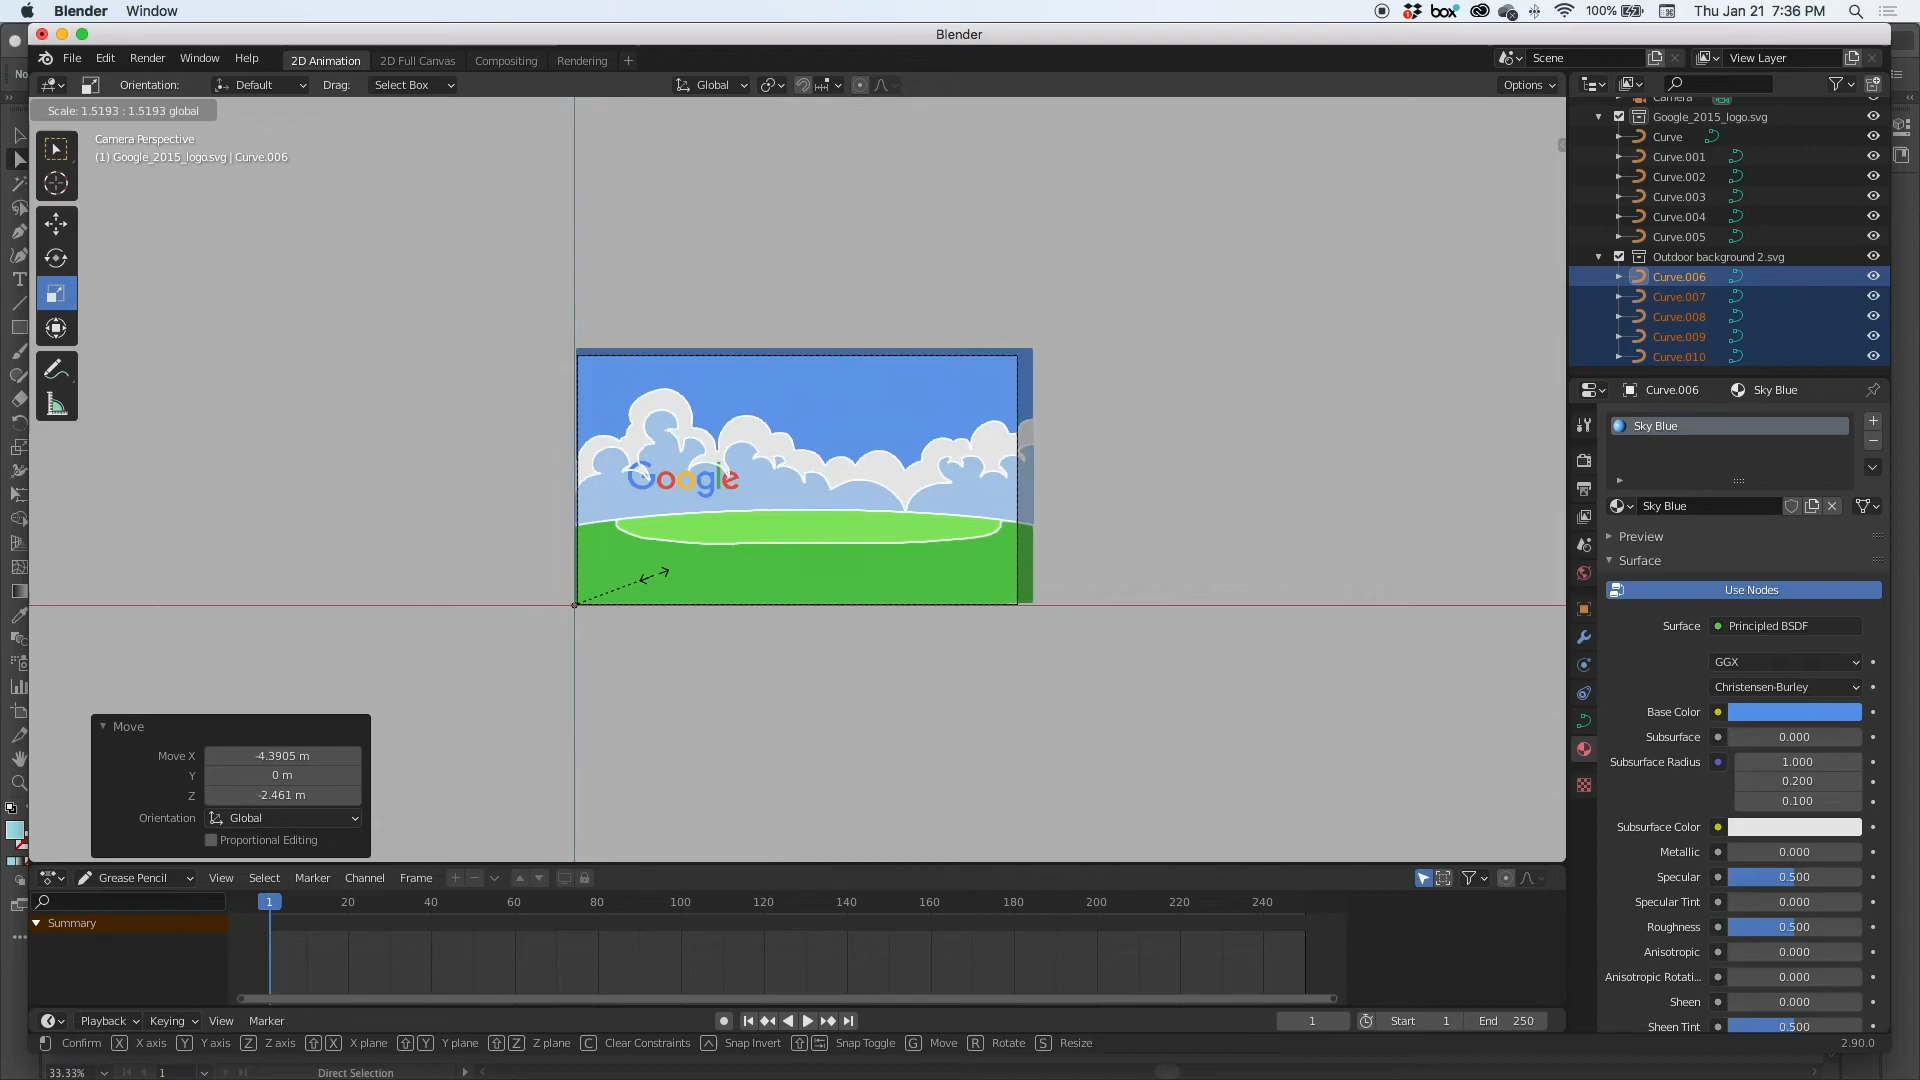 Blender Window 100% Thu Jan 21 7:36 PM
box
Blender
File Edit Render Window Help 2D Animation 2D Full Canvas Compositing Rendering + Scene View Layer
Orientation: Default Drag: Select Box Global Options
Scale: 1.5193 : 1.5193 global
Camera Perspective
(1) Google_2015_logo.svg | Curve.006
Camera
Google_2015_logo.svg
Curve
Curve.001
Curve.002
Curve.003
Curve.004
Curve.005
Outdoor background 2.svg
Curve.006
Curve.007
Curve.008
Curve.009
Curve.010
Google
Curve.006 Sky Blue
Sky Blue
Sky Blue
Preview
Surface
Use Nodes
Surface Principled BSDF
GGX
Christensen-Burley
Base Color
Subsurface 0.000
Subsurface Radius 1.000
0.200
0.100
Subsurface Color
Metallic 0.000
Specular 0.500
Specular Tint 0.000
Roughness 0.500
Anisotropic 0.000
Anisotropic Rotati... 0.000
Sheen 0.000
Sheen Tint 0.500
Move
Move X -4.3905 m
Y 0 m
Z -2.461 m
Orientation Global
Proportional Editing
Grease Pencil View Select Marker Channel Frame
1 20 40 60 80 100 120 140 160 180 200 220 240
Summary
Playback Keying View Marker 1 Start 1 End 250
Confirm X X axis Y Y axis Z Z axis X X plane Y Y plane Z Z plane C Clear Constraints Snap Invert Snap Toggle G Move R Rotate S Resize 2.90.0
33.33% 1 Direct Selection